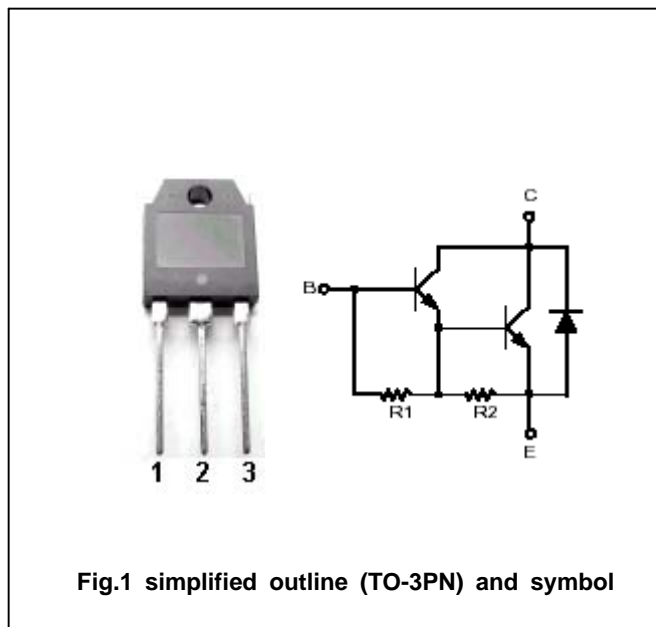 C
B
R1
R2
E
1 2 3
Fig.1 simplified outline (TO-3PN) and symbol